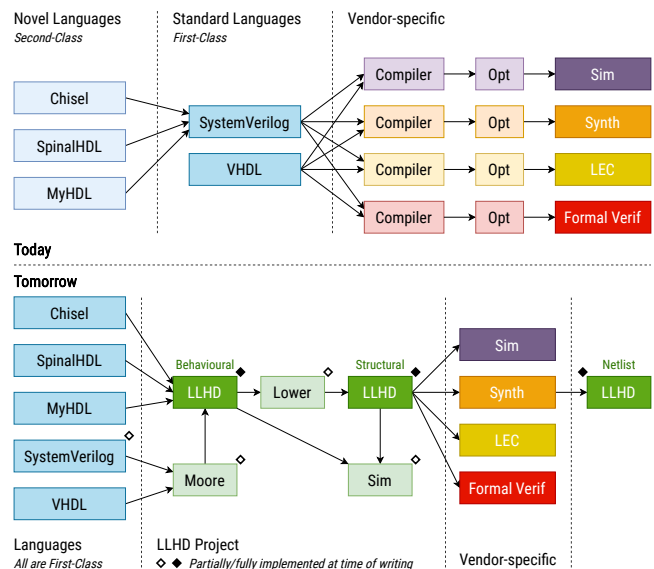 Novel Languages
Second-Class
Standard Languages
First-Class
Vendor-specific
Chisel
SpinalHDL
MyHDL
SystemVerilog
VHDL
Compiler Opt Sim
Compiler Opt Synth
Compiler Opt LEC
Compiler Opt Formal Verif
Today
Tomorrow
Chisel
SpinalHDL
MyHDL
SystemVerilog
VHDL
Behavioural
LLHD
Lower
Structural
LLHD
Moore
Sim
Sim
Synth
LEC
Formal Verif
Netlist
LLHD
Languages
All are First-Class
LLHD Project
◇ ◆ Partially/fully implemented at time of writing
Vendor-specific